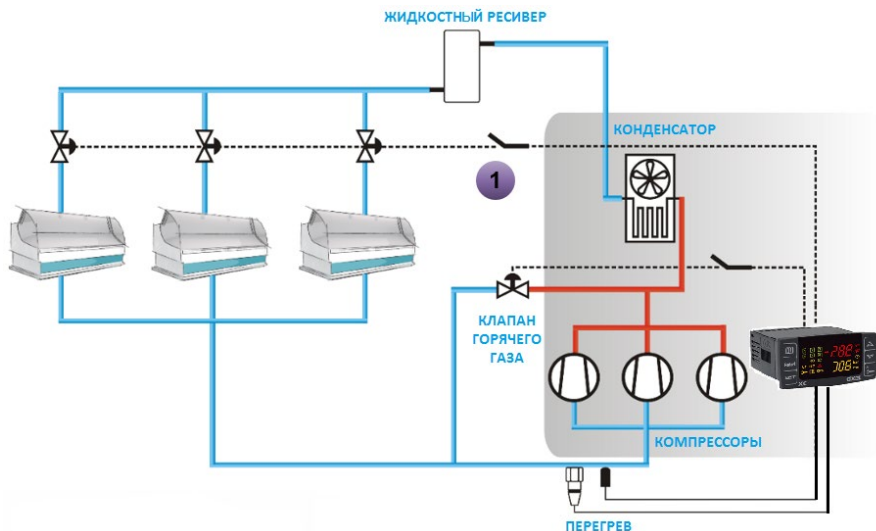 ЖИДКОСТНЫЙ РЕСИВЕР
КОНДЕНСАТОР
1
КЛАПАН
ГОРЯЧЕГО
ГАЗА
КОМПРЕССОРЫ
ПЕРЕГРЕВ